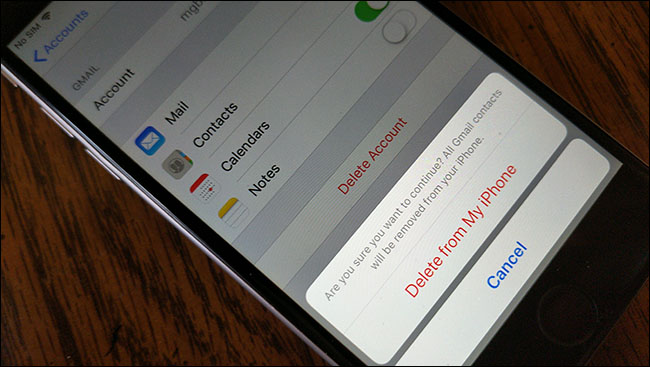 No SIM
Accounts
GMAIL
Account
mgb
Mail
Contacts
Calendars
Notes
Delete Account
Are you sure you want to continue? All Gmail contacts
will be removed from your iPhone.
Delete from My iPhone
Cancel